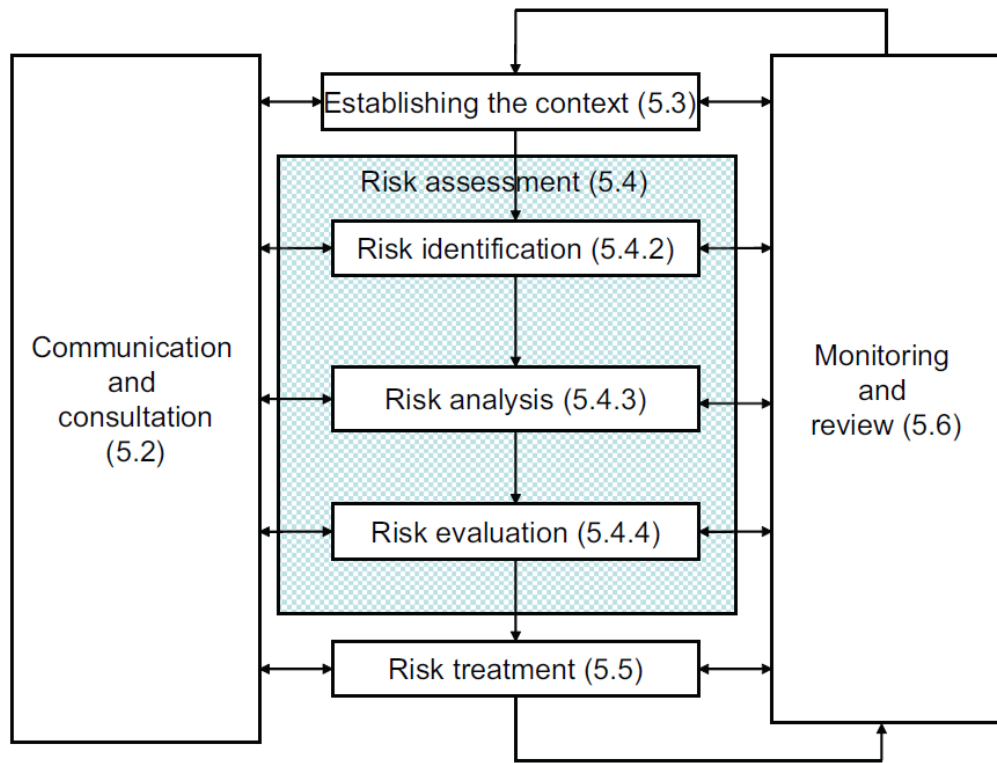 Establishing the context (5.3)
Risk assessment (5.4)
Risk identification (5.4.2)
Risk analysis (5.4.3)
Risk evaluation (5.4.4)
Risk treatment (5.5)
Communication
and
consultation
(5.2)
Monitoring
and
review (5.6)